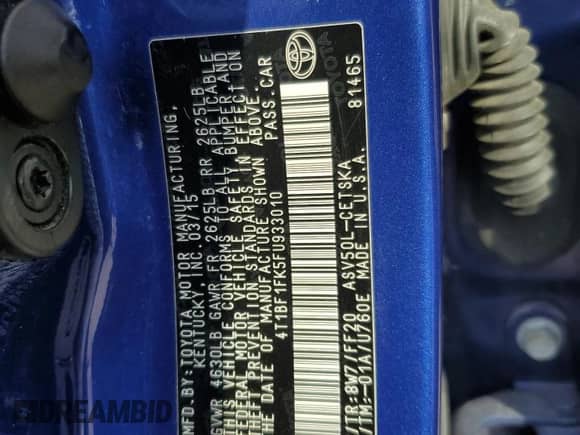 MFD. BY: TOYOTA MOTOR MANUFACTURING,
KENTUCKY, INC. 03/15
GVWR 4630LB GAWR FR 2625LB RR 2625LB
THIS VEHICLE CONFORMS TO ALL APPLICABLE
FEDERAL MOTOR VEHICLE SAFETY, BUMPER, AND
THEFT PREVENTION STANDARDS IN EFFECT ON
THE DATE OF MANUFACTURE SHOWN ABOVE.
4T1BF1FK5FU933010 PASS. CAR
C/TR: 8W7/FF20 ASV50L-CETSKA
A/TM: -01A/U760E MADE IN U.S.A.
81465
TOYOTA
DREAMBID